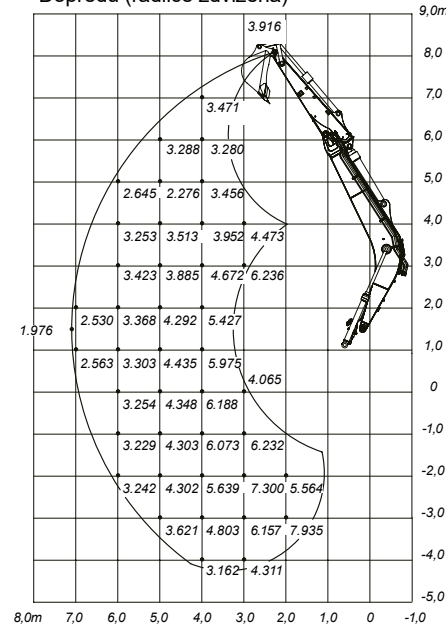 Dopředu (radlice zdvižená)
9,0m
3.916
8,0
7,0
3.471
6,0
3.288 3.280
5,0
2.645 2.276 3.456
4,0
3.253 3.513 3.952 4.473
3,0
3.423 3.885 4.672 6.236
2,0
2.530 3.368 4.292 5.427
1.976
1,0
2.563 3.303 4.435 5.975
4.065
0
3.254 4.348 6.188
-1,0
3.229 4.303 6.073 6.232
-2,0
3.242 4.302 5.639 7.300 5.564
-3,0
3.621 4.803 6.157 7.935
-4,0
3.162 4.311
-5,0
8,0m 7,0 6,0 5,0 4,0 3,0 2,0 1,0 0 -1,0